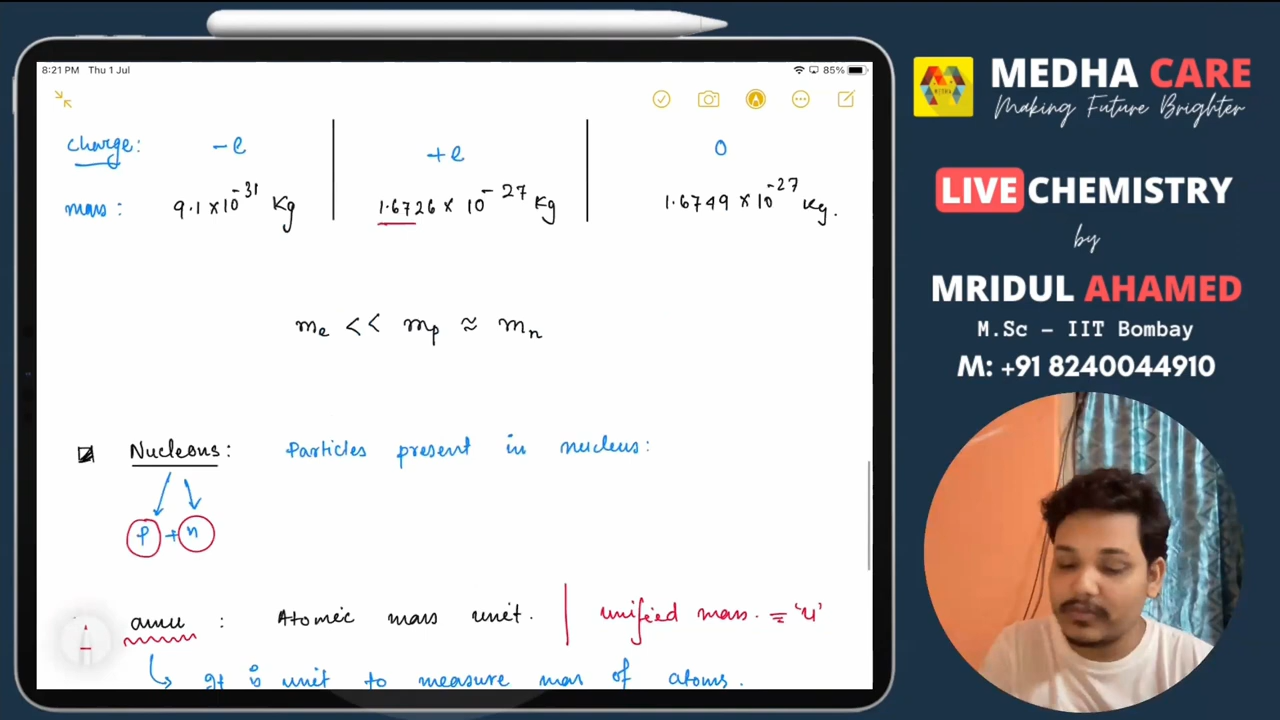 8:21 PM Thu 1 Jul
85%
charge: -e +e 0
mass: 9.1 × 10⁻³¹ Kg 1.6726 × 10⁻²⁷ Kg 1.6749 × 10⁻²⁷ Kg.
mₑ << mₚ ≈ mₙ
Nucleons: Particles present in nucleus:
p + n
amu : Atomic mass unit. | unified mass. = 'u'
↳ It is unit to measure mass of atoms.
MEDHA CARE
Making Future Brighter
LIVE CHEMISTRY
by
MRIDUL AHAMED
M.Sc – IIT Bombay
M: +91 8240044910